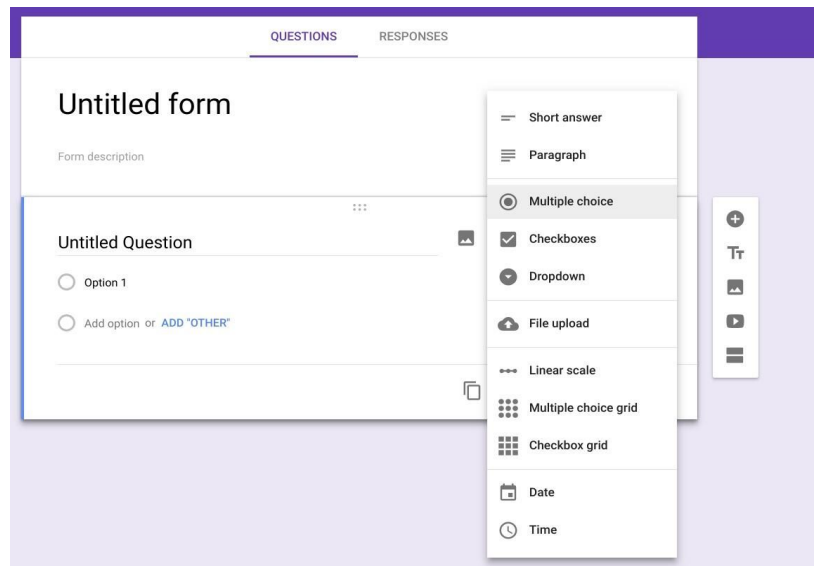 QUESTIONS RESPONSES
Untitled form
Form description
Untitled Question
Option 1
Add option or ADD "OTHER"
Short answer
Paragraph
Multiple choice
Checkboxes
Dropdown
File upload
Linear scale
Multiple choice grid
Checkbox grid
Date
Time
Tт